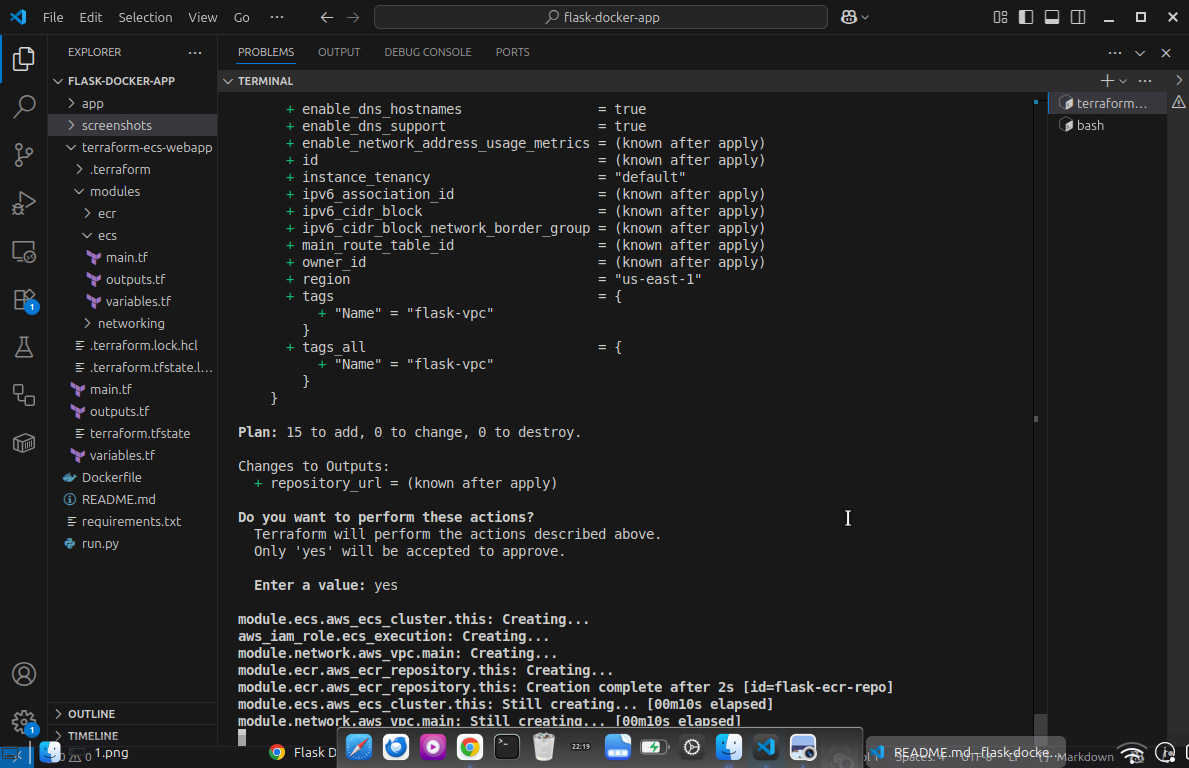 File Edit Selection View Go ··· flask-docker-app
EXPLORER ···
FLASK-DOCKER-APP
app
screenshots
terraform-ecs-webapp
.terraform
modules
ecr
ecs
main.tf
outputs.tf
variables.tf
networking
.terraform.lock.hcl
.terraform.tfstate.l...
main.tf
outputs.tf
terraform.tfstate
variables.tf
Dockerfile
README.md
requirements.txt
run.py
OUTLINE
TIMELINE
1
1
PROBLEMS OUTPUT DEBUG CONSOLE PORTS
TERMINAL
+ enable_dns_hostnames = true
+ enable_dns_support = true
+ enable_network_address_usage_metrics = (known after apply)
+ id = (known after apply)
+ instance_tenancy = "default"
+ ipv6_association_id = (known after apply)
+ ipv6_cidr_block = (known after apply)
+ ipv6_cidr_block_network_border_group = (known after apply)
+ main_route_table_id = (known after apply)
+ owner_id = (known after apply)
+ region = "us-east-1"
+ tags = {
+ "Name" = "flask-vpc"
}
+ tags_all = {
+ "Name" = "flask-vpc"
}
}
Plan: 15 to add, 0 to change, 0 to destroy.
Changes to Outputs:
+ repository_url = (known after apply)
Do you want to perform these actions?
Terraform will perform the actions described above.
Only 'yes' will be accepted to approve.
Enter a value: yes
module.ecs.aws_ecs_cluster.this: Creating...
aws_iam_role.ecs_execution: Creating...
module.network.aws_vpc.main: Creating...
module.ecr.aws_ecr_repository.this: Creating...
module.ecr.aws_ecr_repository.this: Creation complete after 2s [id=flask-ecr-repo]
module.ecs.aws_ecs_cluster.this: Still creating... [00m10s elapsed]
module.network.aws_vpc.main: Still creating... [00m10s elapsed]
terraform...
bash
0 0 1.png Flask D 22:19 README.md - flask-docke...
Spaces: 4 UTF-8 LF Markdown